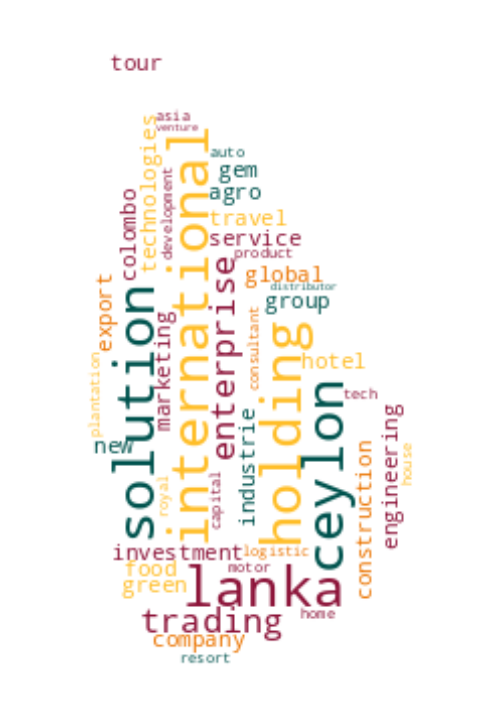 tour
asia
venture
technologies
international
auto
gem
development
agro
colombo
travel
service
product
enterprise
global
distributor
export
solution
group
marketing
consultant
holding
plantation
hotel
ceylon
tech
industrie
engineering
new
construction
house
capital
royal
investment
logistic
food
motor
lanka
green
trading
home
company
resort